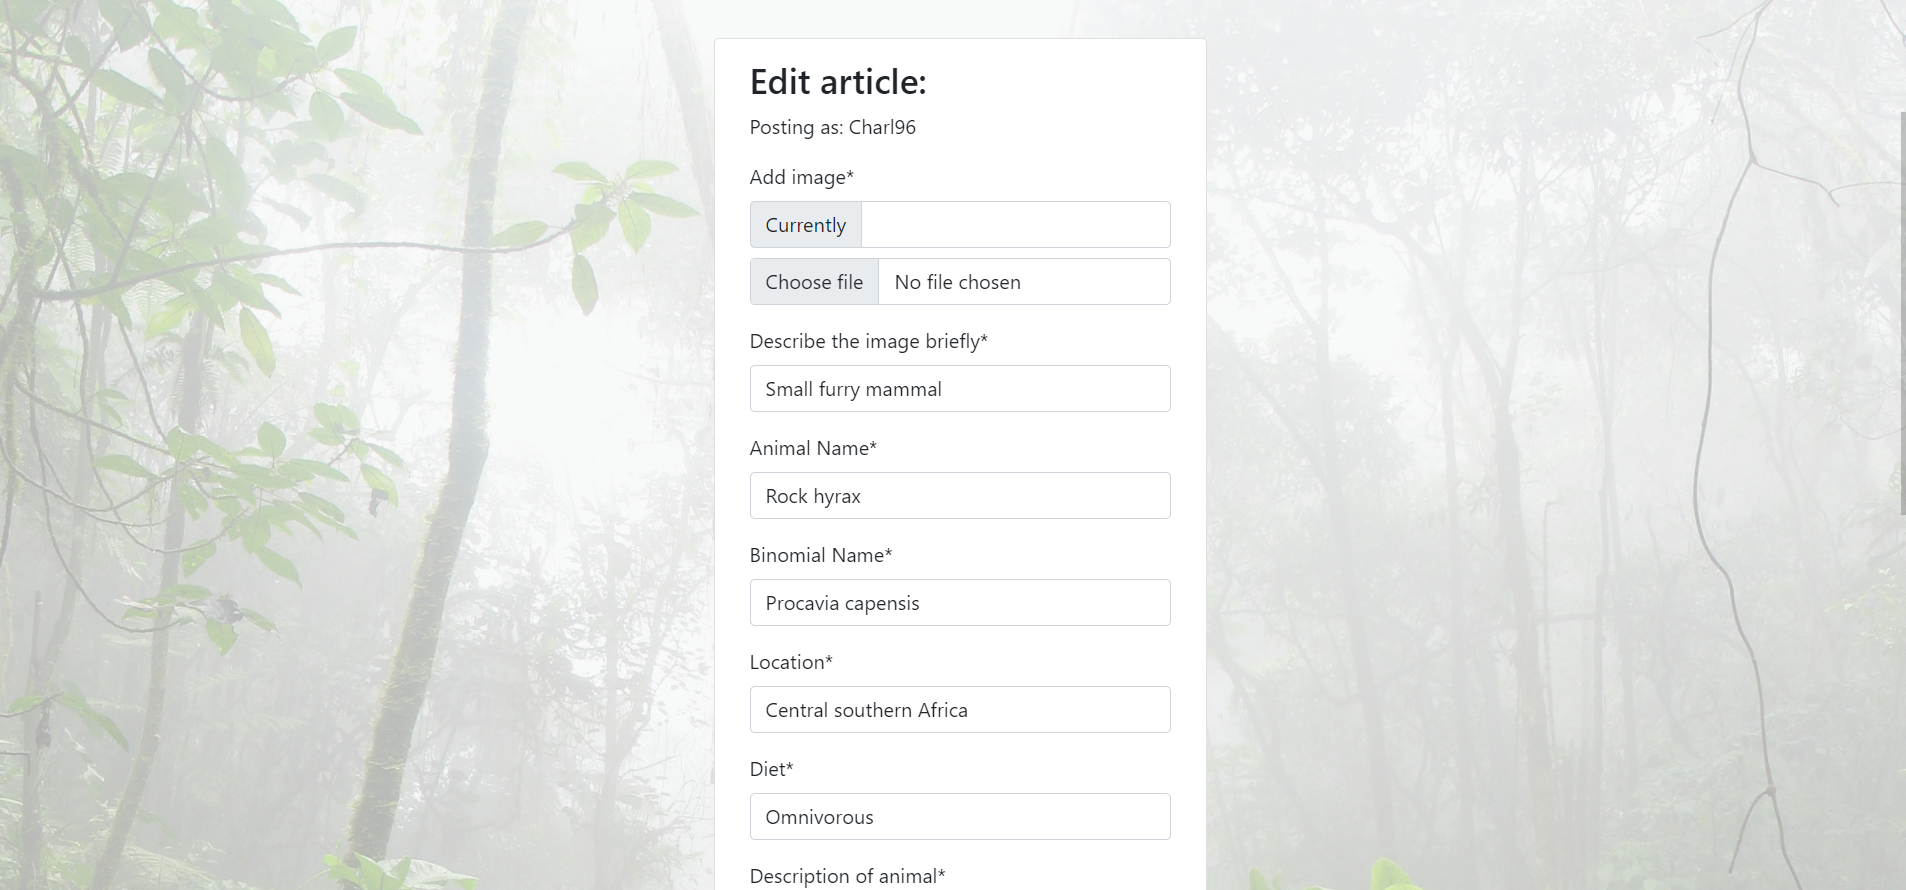 Edit article:
Posting as: Charl96
Add image*
Currently
Choose file No file chosen
Describe the image briefly*
Small furry mammal
Animal Name*
Rock hyrax
Binomial Name*
Procavia capensis
Location*
Central southern Africa
Diet*
Omnivorous
Description of animal*